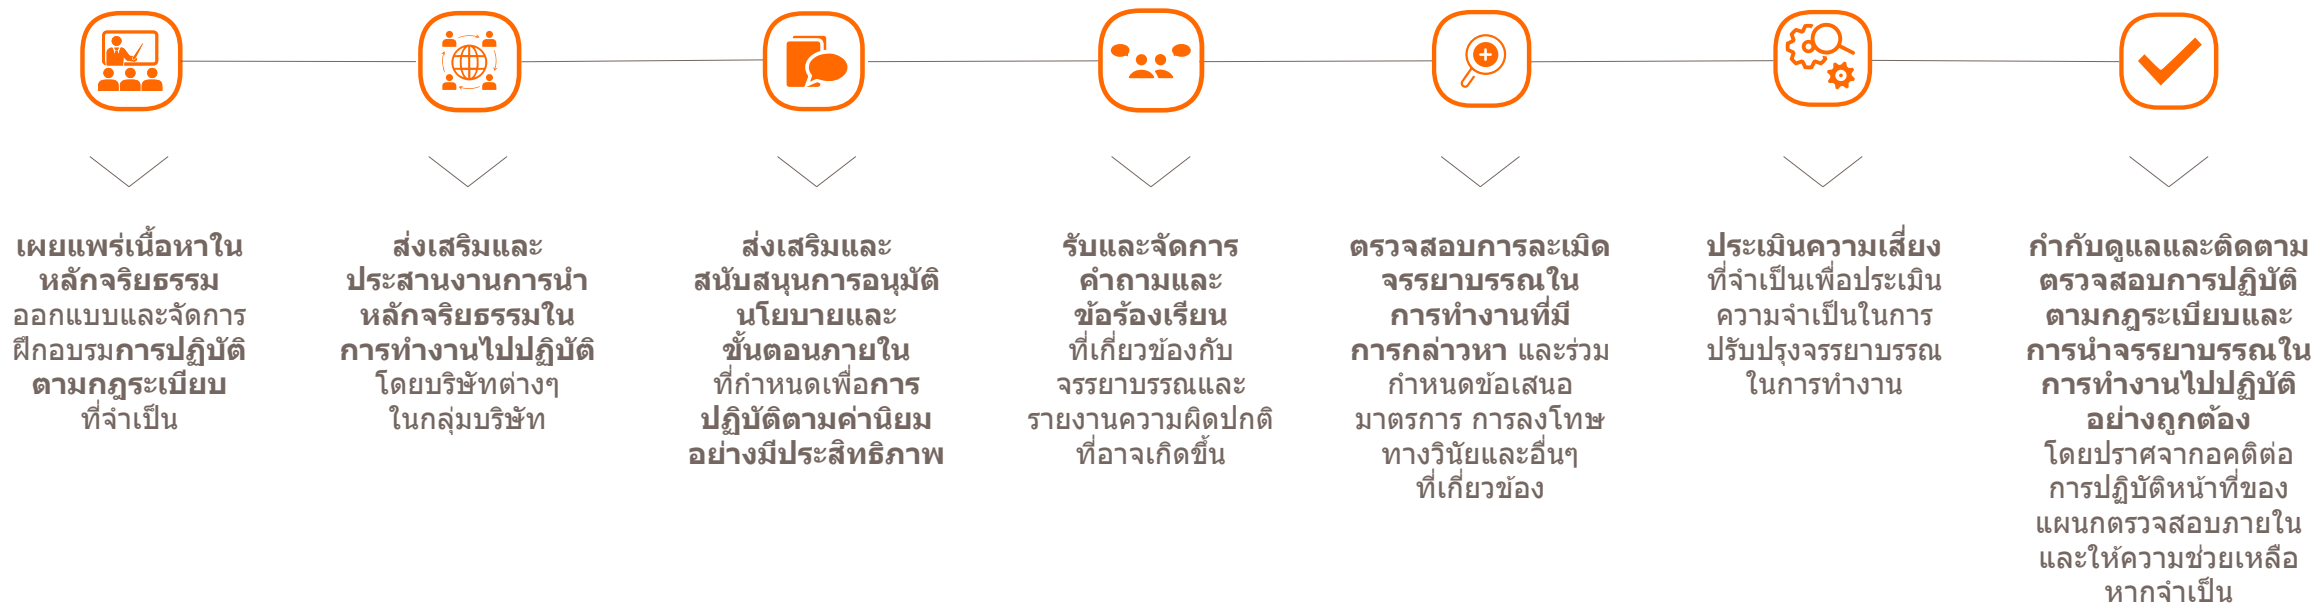 เผยแพร่เนื้อหาใน
หลักจริยธรรม
ออกแบบและจัดการ
ฝึกอบรมการปฏิบัติ
ตามกฎระเบียบ
ที่จำเป็น
ส่งเสริมและ
ประสานงานการนำ
หลักจริยธรรมใน
การทำงานไปปฏิบัติ
โดยบริษัทต่างๆ
ในกลุ่มบริษัท
ส่งเสริมและ
สนับสนุนการอนุมัติ
นโยบายและ
ขั้นตอนภายใน
ที่กำหนดเพื่อการ
ปฏิบัติตามค่านิยม
อย่างมีประสิทธิภาพ
รับและจัดการ
คำถามและ
ข้อร้องเรียน
ที่เกี่ยวข้องกับ
จรรยาบรรณและ
รายงานความผิดปกติ
ที่อาจเกิดขึ้น
ตรวจสอบการละเมิด
จรรยาบรรณใน
การทำงานที่มี
การกล่าวหา และร่วม
กำหนดข้อเสนอ
มาตรการ การลงโทษ
ทางวินัยและอื่นๆ
ที่เกี่ยวข้อง
ประเมินความเสี่ยง
ที่จำเป็นเพื่อประเมิน
ความจำเป็นในการ
ปรับปรุงจรรยาบรรณ
ในการทำงาน
กำกับดูแลและติดตาม
ตรวจสอบการปฏิบัติ
ตามกฎระเบียบและ
การนำจรรยาบรรณใน
การทำงานไปปฏิบัติ
อย่างถูกต้อง
โดยปราศจากอคติต่อ
การปฏิบัติหน้าที่ของ
แผนกตรวจสอบภายใน
และให้ความช่วยเหลือ
หากจำเป็น